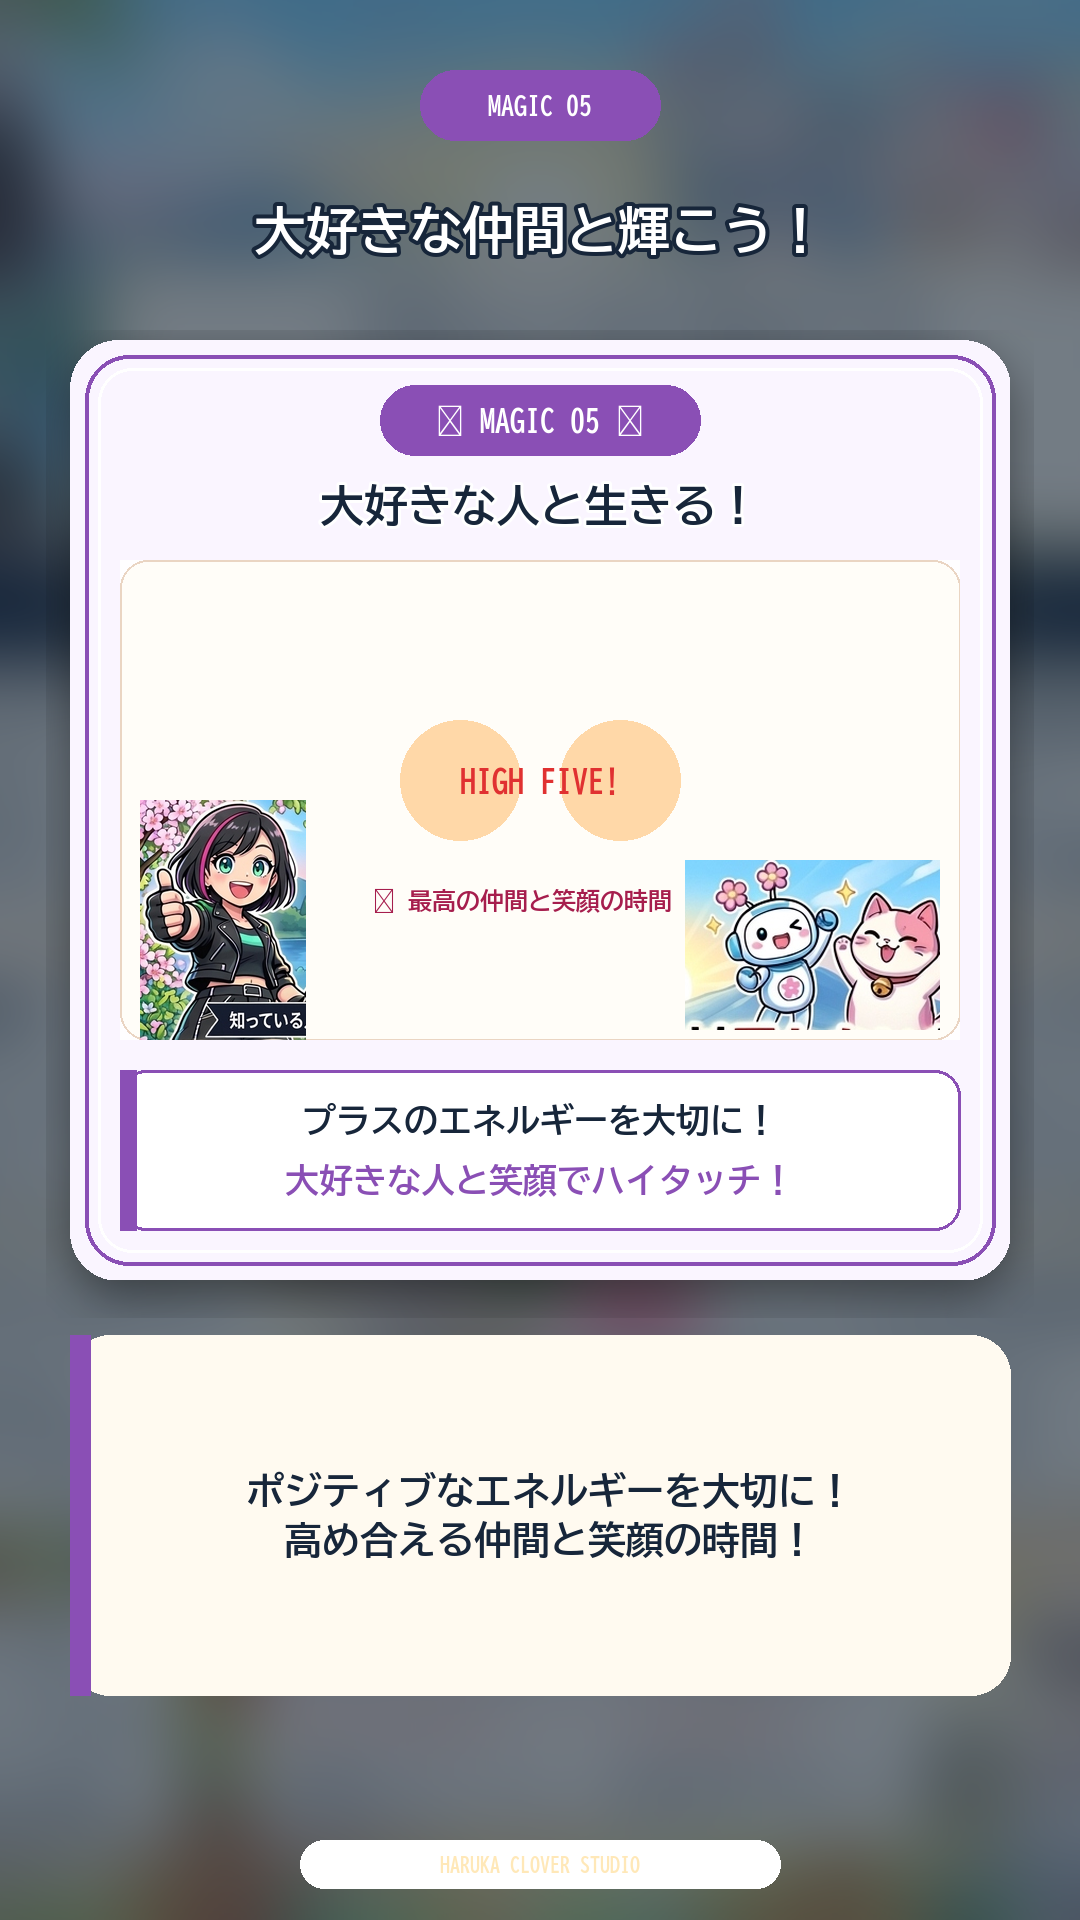 MAGIC 05
大好きな仲間と輝こう！
MAGIC 05
大好きな人と生きる！
HIGH FIVE!
最高の仲間と笑顔の時間
知っている
プラスのエネルギーを大切に！
大好きな人と笑顔でハイタッチ！
ポジティブなエネルギーを大切に！
高め合える仲間と笑顔の時間！
HARUKA CLOVER STUDIO